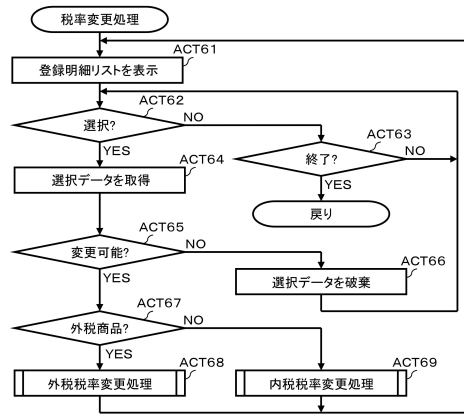 税率変更処理
ACT61
登録明細リストを表示
ACT62
選択?
NO
YES
ACT63
終了?
NO
YES
戻り
ACT64
選択データを取得
ACT65
変更可能?
NO
YES
ACT66
選択データを破棄
ACT67
外税商品?
NO
YES
ACT68
外税税率変更処理
ACT69
内税税率変更処理